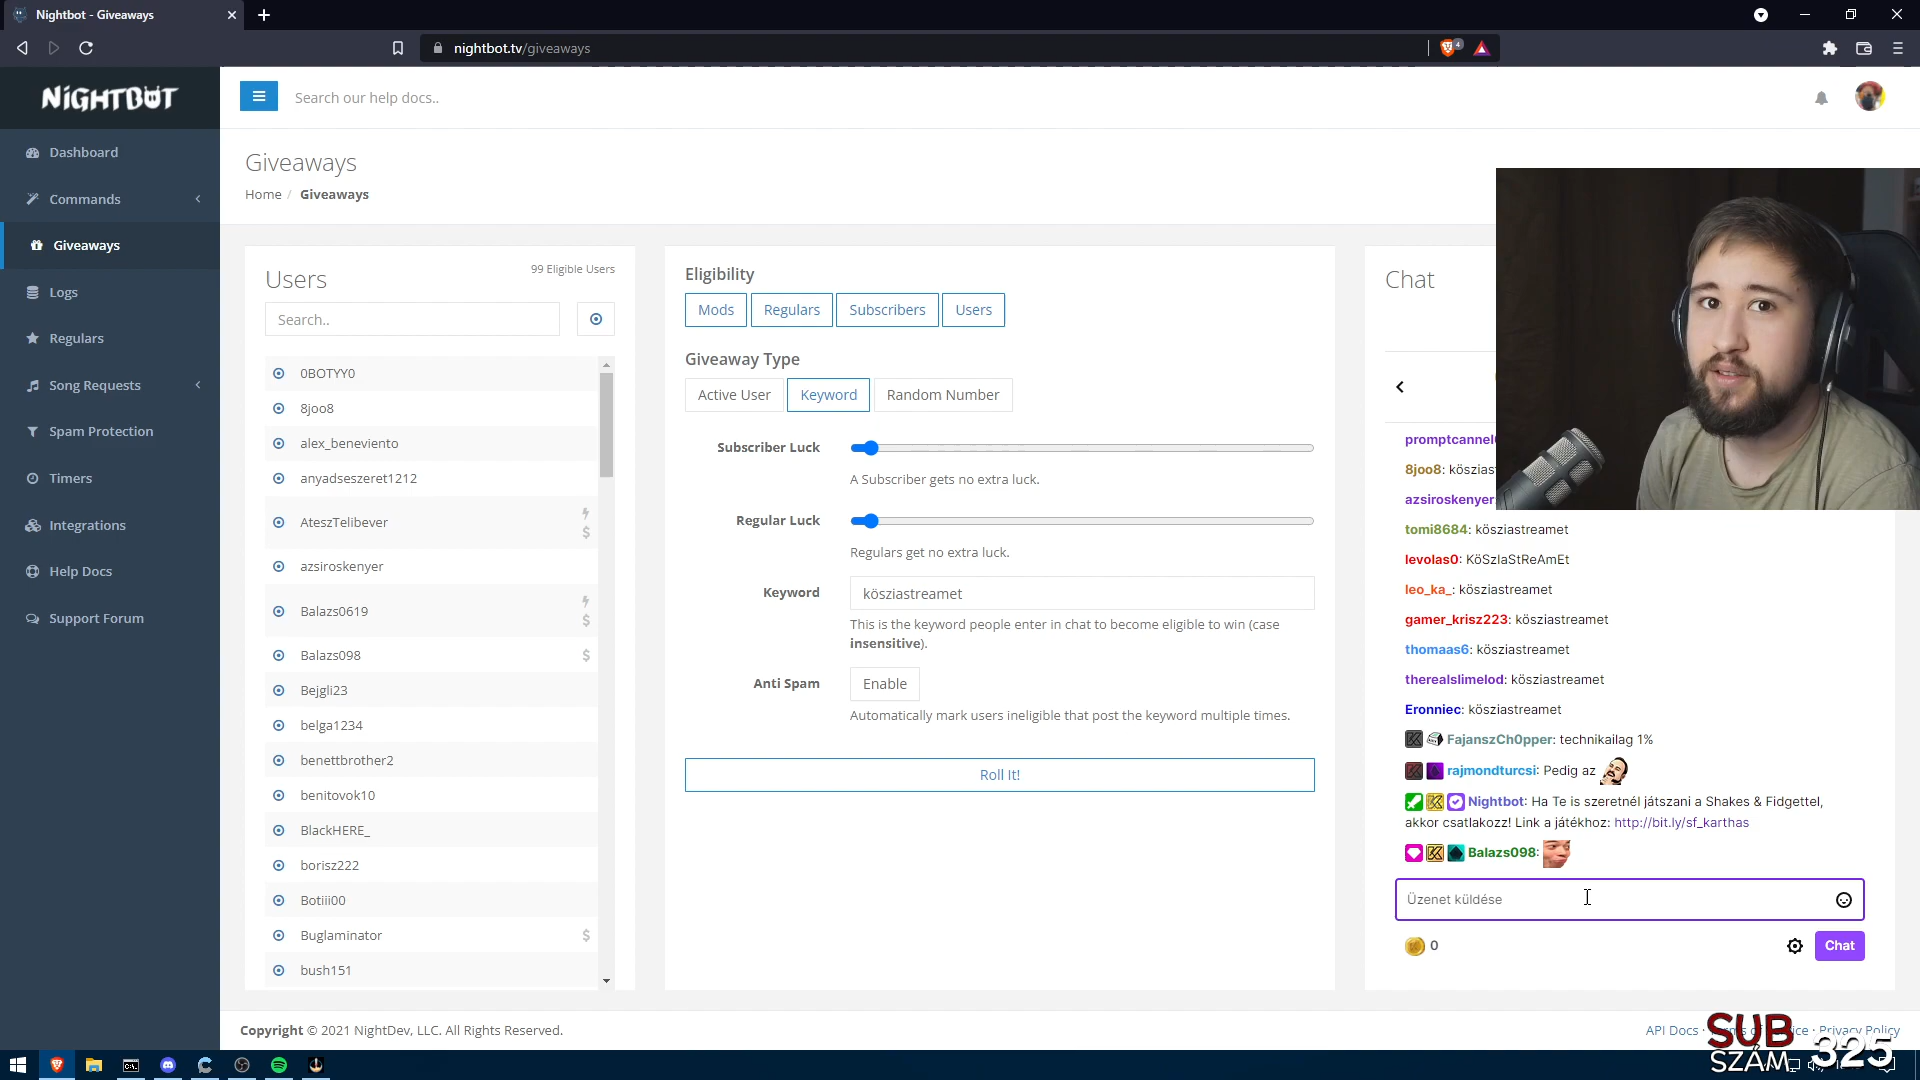 Nightbot - Giveaways
nightbot.tv/giveaways
4
NIGHTBOT
Search our help docs..
Dashboard
Commands
Giveaways
Logs
Regulars
Song Requests
Spam Protection
Timers
Integrations
Help Docs
Support Forum
Giveaways
Home / Giveaways
Users
99 Eligible Users
Search..
0BOTYY0
8joo8
alex_beneviento
anyadseszeret1212
AteszTelibever
$
azsiroskenyer
Balazs0619
$
Balazs098
$
Bejgli23
belga1234
benettbrother2
benitovok10
BlackHERE_
borisz222
Botiii00
Buglaminator
$
bush151
Eligibility
Mods
Regulars
Subscribers
Users
Giveaway Type
Active User
Keyword
Random Number
Subscriber Luck
A Subscriber gets no extra luck.
Regular Luck
Regulars get no extra luck.
Keyword
kösziastreamet
This is the keyword people enter in chat to become eligible to win (case
insensitive).
Anti Spam
Enable
Automatically mark users ineligible that post the keyword multiple times.
Roll It!
Chat
8joo8:
azsiroskenyer
tomi8684: kösziastreamet
levolas0: KöSzIaStReAmEt
leo_ka_: kösziastreamet
gamer_krisz223: kösziastreamet
thomaas6: kösziastreamet
therealslimelod: kösziastreamet
Eronniec: kösziastreamet
FajanszCh0pper: technikailag 1%
rajmondturcsi: Pedig az
Nightbot: Ha Te is szeretnél játszani a Shakes & Fidgettel,
akkor csatlakozz! Link a játékhoz: http://bit.ly/sf_karthas
Balazs098:
Üzenet küldése
0
Chat
Copyright © 2021 NightDev, LLC. All Rights Reserved.
API Docs · Privacy Policy
SUB
SZÁM 325